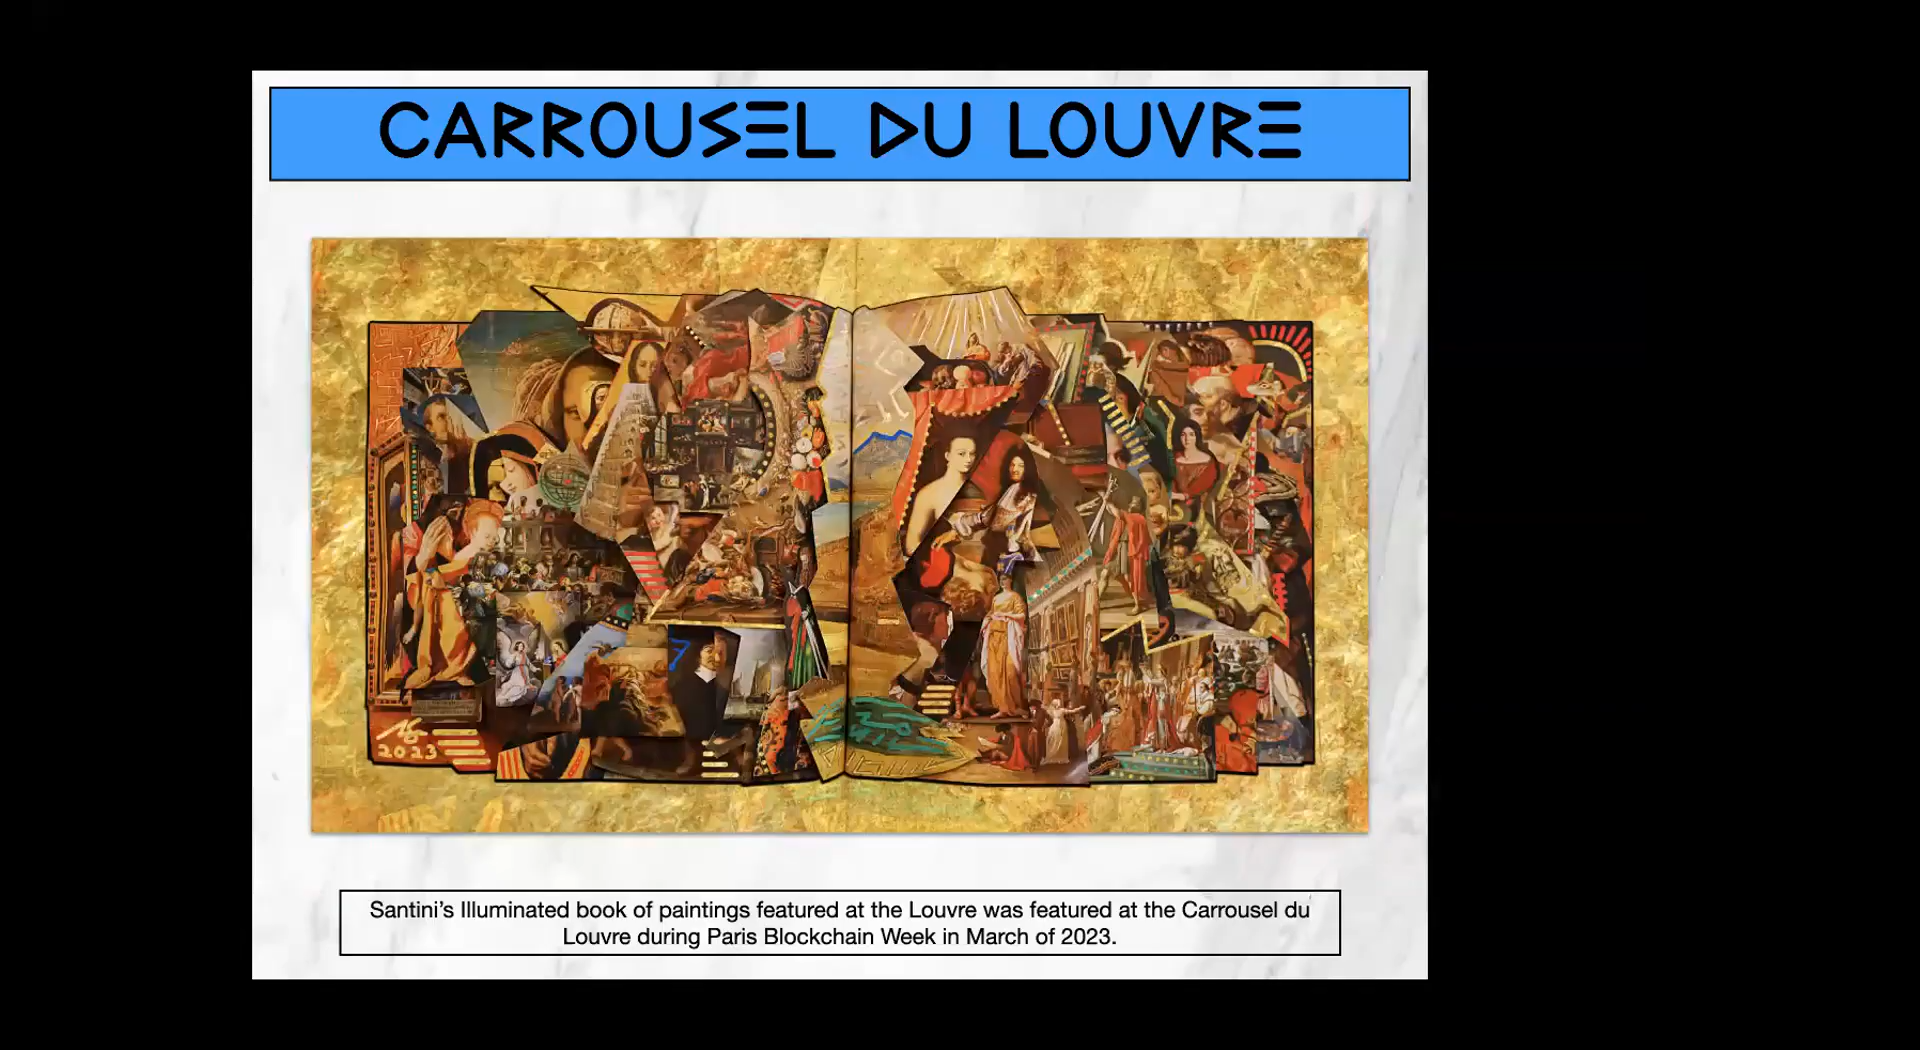 CARROUSEL DU LOUVRE
2023
Santini's Illuminated book of paintings featured at the Louvre was featured at the Carrousel du
Louvre during Paris Blockchain Week in March of 2023.